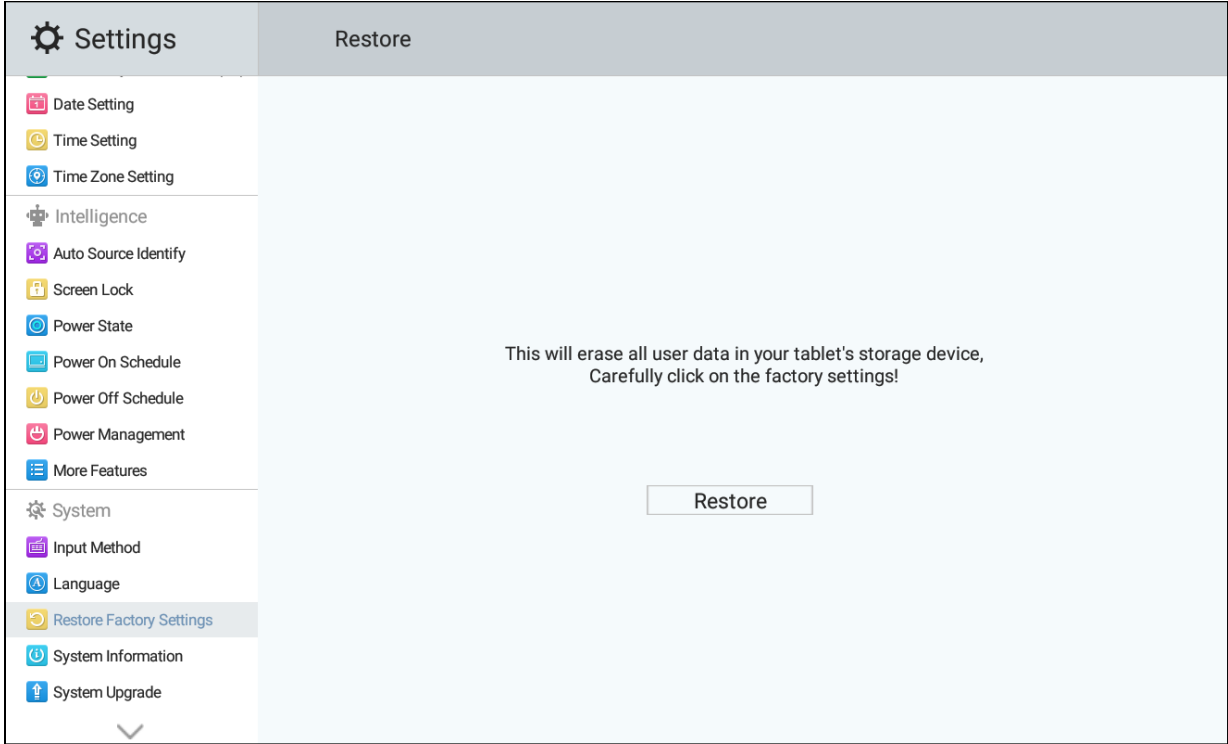 Settings
Restore
Date Setting
Time Setting
Time Zone Setting
Intelligence
Auto Source Identify
Screen Lock
Power State
Power On Schedule
Power Off Schedule
Power Management
More Features
System
Input Method
Language
Restore Factory Settings
System Information
System Upgrade
This will erase all user data in your tablet's storage device,
Carefully click on the factory settings!
Restore